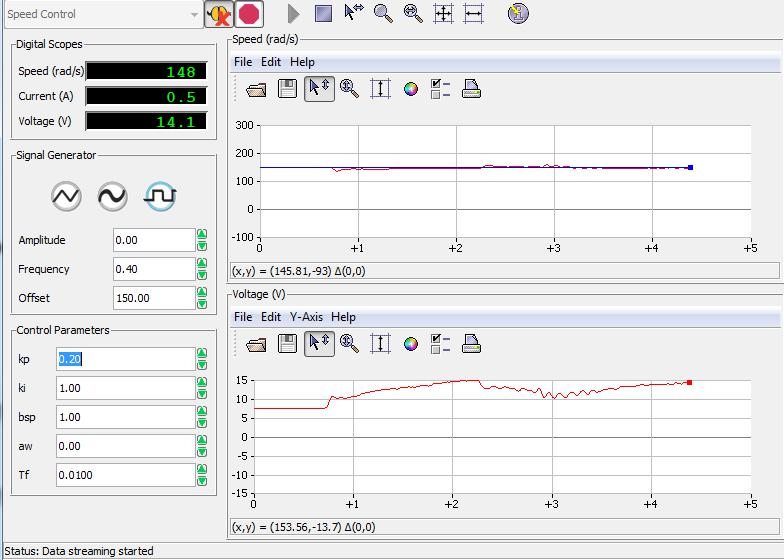 Speed Control
Digital Scopes
Speed (rad/s) 148
Current (A) 0.5
Voltage (V) 14.1
Signal Generator
Amplitude 0.00
Frequency 0.40
Offset 150.00
Control Parameters
kp 0.20
ki 1.00
bsp 1.00
aw 0.00
Tf 0.0100
Speed (rad/s)
File Edit Help
300
200
100
0
-100
0 +1 +2 +3 +4 +5
(x,y) = (145.81,-93) Δ(0,0)
Voltage (V)
File Edit Y-Axis Help
15
10
5
0
-5
-10
-15
0 +1 +2 +3 +4 +5
(x,y) = (153.56,-13.7) Δ(0,0)
Status: Data streaming started